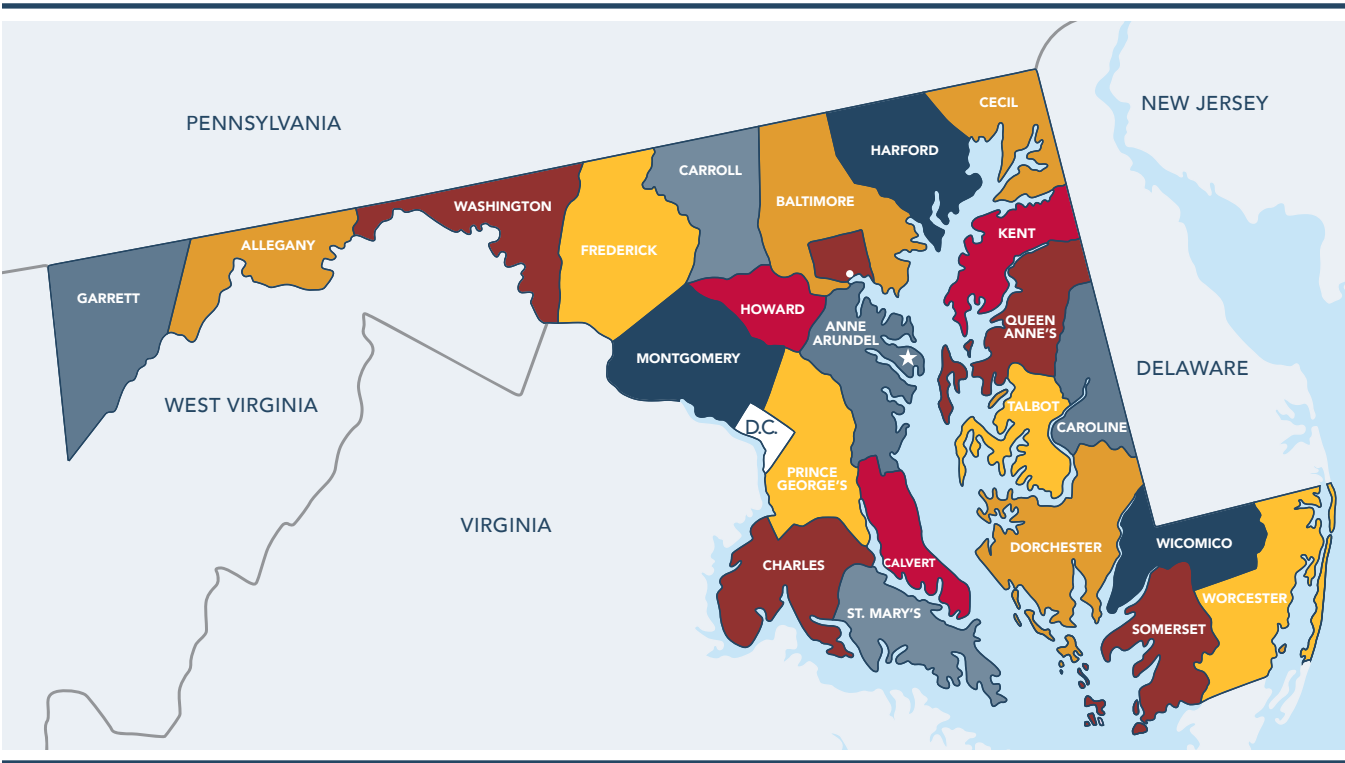 PENNSYLVANIA
NEW JERSEY
CECIL
HARFORD
CARROLL
BALTIMORE
WASHINGTON
FREDERICK
KENT
ALLEGANY
GARRETT
HOWARD
QUEEN
ANNE'S
ANNE
ARUNDEL
MONTGOMERY
DELAWARE
WEST VIRGINIA
TALBOT
D.C.
CAROLINE
PRINCE
GEORGE'S
VIRGINIA
DORCHESTER
WICOMICO
CHARLES
CALVERT
WORCESTER
ST. MARY'S
SOMERSET